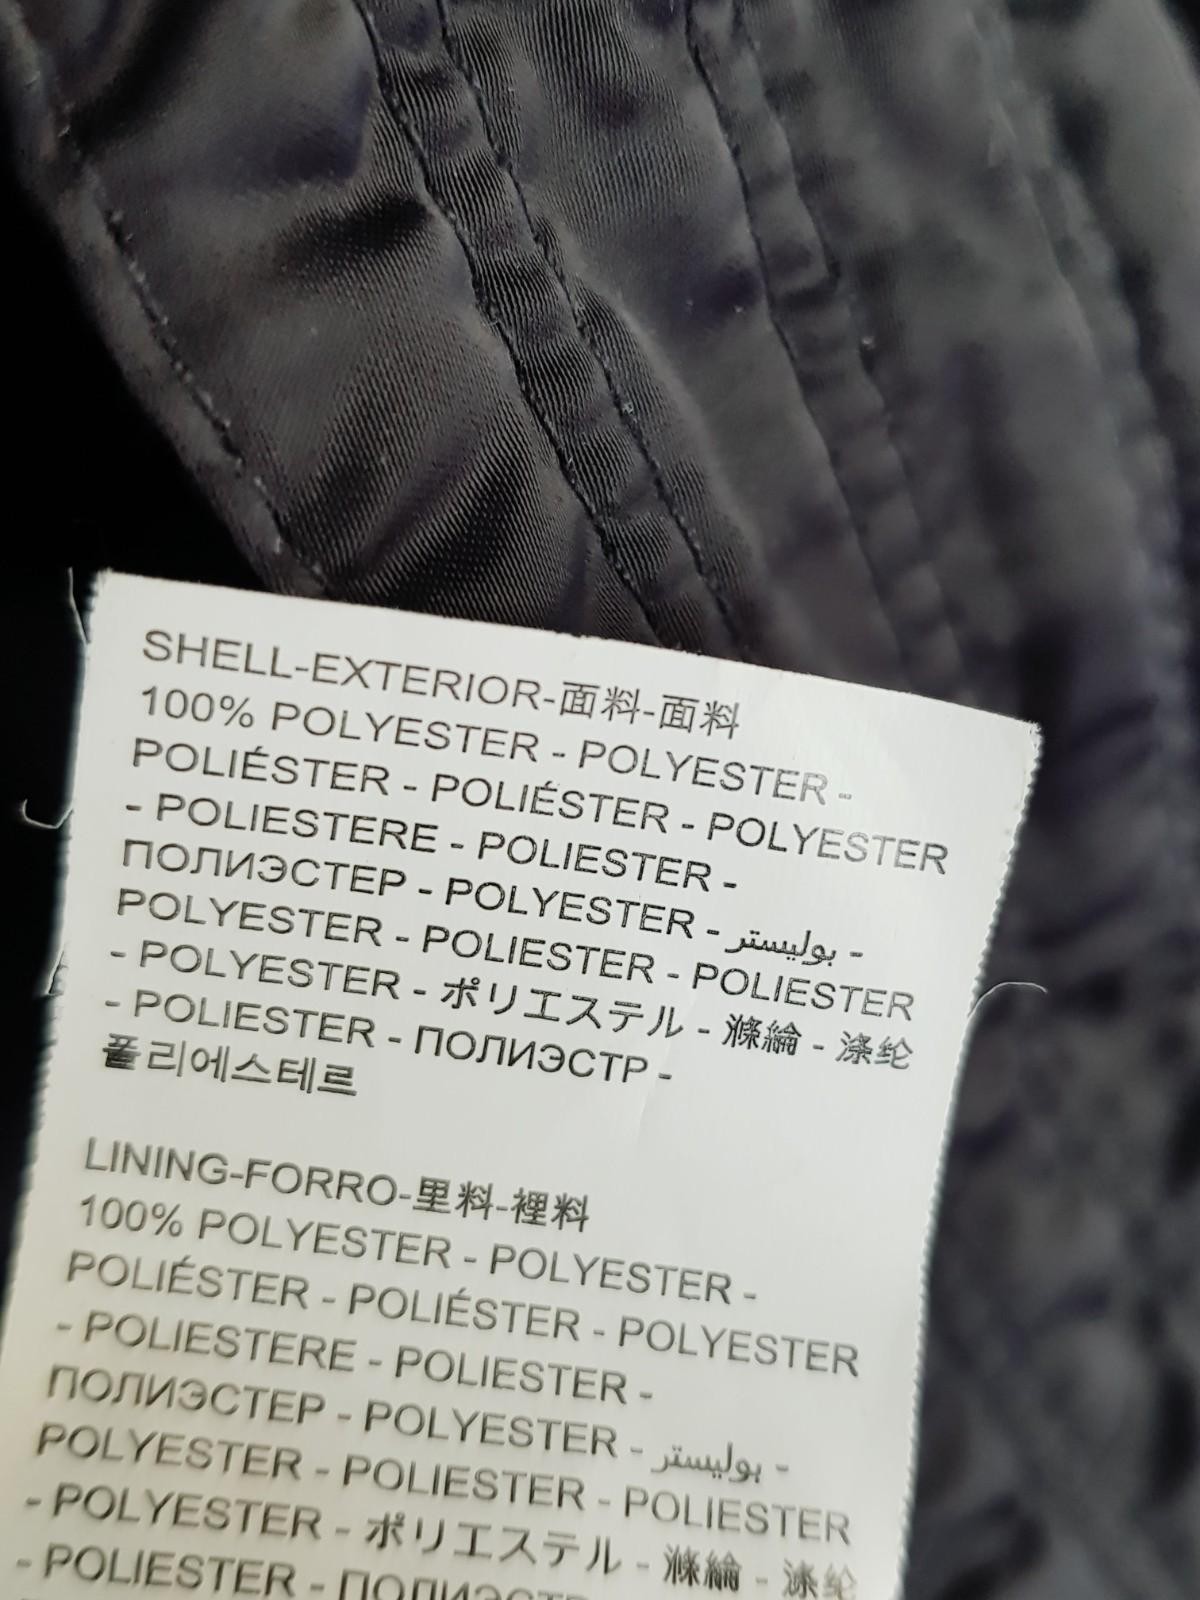 SHELL-EXTERIOR-面料-面料
100% POLYESTER - POLYESTER -
POLIÉSTER - POLIÉSTER - POLYESTER
- POLIESTERE - POLIESTER -
ПОЛИЭСТЕР - POLYESTER - بوليستر -
POLYESTER - POLIESTER - POLIESTER
- POLYESTER - ポリエステル - 滌綸 - 涤纶
- POLIESTER - ПОЛИЭСТР -
폴리에스테르
LINING-FORRO-里料-裡料
100% POLYESTER - POLYESTER -
POLIÉSTER - POLIÉSTER - POLYESTER
- POLIESTERE - POLIESTER -
ПОЛИЭСТЕР - POLYESTER - بوليستر -
POLYESTER - POLIESTER - POLIESTER
- POLYESTER - ポリエステル - 滌綸 - 涤纶
- POLIESTER -